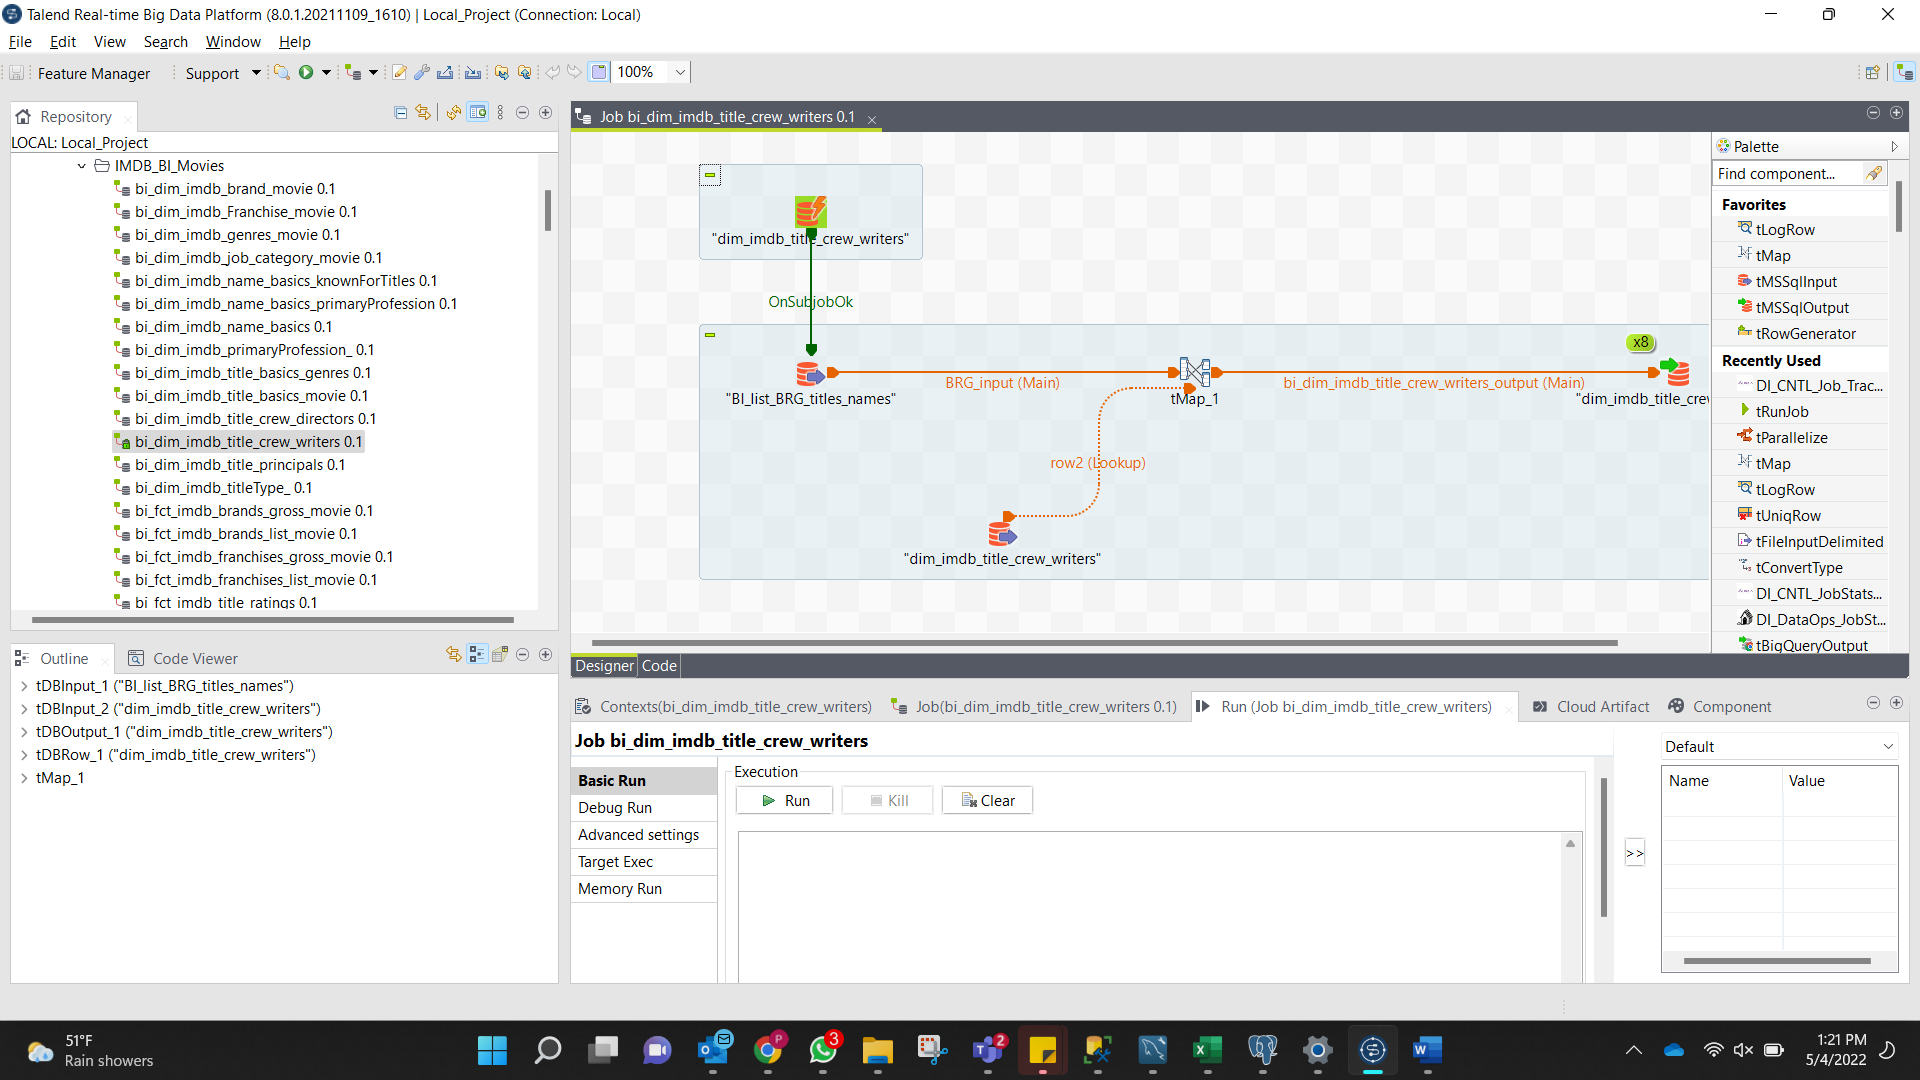 Talend Real-time Big Data Platform (8.0.1.20211109_1610) | Local_Project (Connection: Local)
File Edit View Search Window Help
Feature Manager Support 100%
Repository
LOCAL: Local_Project
IMDB_BI_Movies
bi_dim_imdb_brand_movie 0.1
bi_dim_imdb_Franchise_movie 0.1
bi_dim_imdb_genres_movie 0.1
bi_dim_imdb_job_category_movie 0.1
bi_dim_imdb_name_basics_knownForTitles 0.1
bi_dim_imdb_name_basics_primaryProfession 0.1
bi_dim_imdb_name_basics 0.1
bi_dim_imdb_primaryProfession_ 0.1
bi_dim_imdb_title_basics_genres 0.1
bi_dim_imdb_title_basics_movie 0.1
bi_dim_imdb_title_crew_directors 0.1
bi_dim_imdb_title_crew_writers 0.1
bi_dim_imdb_title_principals 0.1
bi_dim_imdb_titleType_ 0.1
bi_fct_imdb_brands_gross_movie 0.1
bi_fct_imdb_brands_list_movie 0.1
bi_fct_imdb_franchises_gross_movie 0.1
bi_fct_imdb_franchises_list_movie 0.1
bi_fct_imdb_title_ratings 0.1
Outline Code Viewer
tDBInput_1 ("BI_list_BRG_titles_names")
tDBInput_2 ("dim_imdb_title_crew_writers")
tDBOutput_1 ("dim_imdb_title_crew_writers")
tDBRow_1 ("dim_imdb_title_crew_writers")
tMap_1
Job bi_dim_imdb_title_crew_writers 0.1
"dim_imdb_title_crew_writers"
OnSubjobOk
x8
BRG_input (Main)
bi_dim_imdb_title_crew_writers_output (Main)
"BI_list_BRG_titles_names"
tMap_1
"dim_imdb_title_crew
row2 (Lookup)
"dim_imdb_title_crew_writers"
Designer Code
Palette
Find component...
Favorites
tLogRow
tMap
tMSSqlInput
tMSSqlOutput
tRowGenerator
Recently Used
DI_CNTL_Job_Trac...
tRunJob
tParallelize
tMap
tLogRow
tUniqRow
tFileInputDelimited
tConvertType
DI_CNTL_JobStats...
DI_DataOps_JobSt...
tBigQueryOutput
Contexts(bi_dim_imdb_title_crew_writers) Job(bi_dim_imdb_title_crew_writers 0.1) Run (Job bi_dim_imdb_title_crew_writers) Cloud Artifact Component
Job bi_dim_imdb_title_crew_writers
Basic Run
Debug Run
Advanced settings
Target Exec
Memory Run
Execution
Run Kill Clear
>>
Default
Name Value
51°F
Rain showers
P
3
2
1:21 PM
5/4/2022